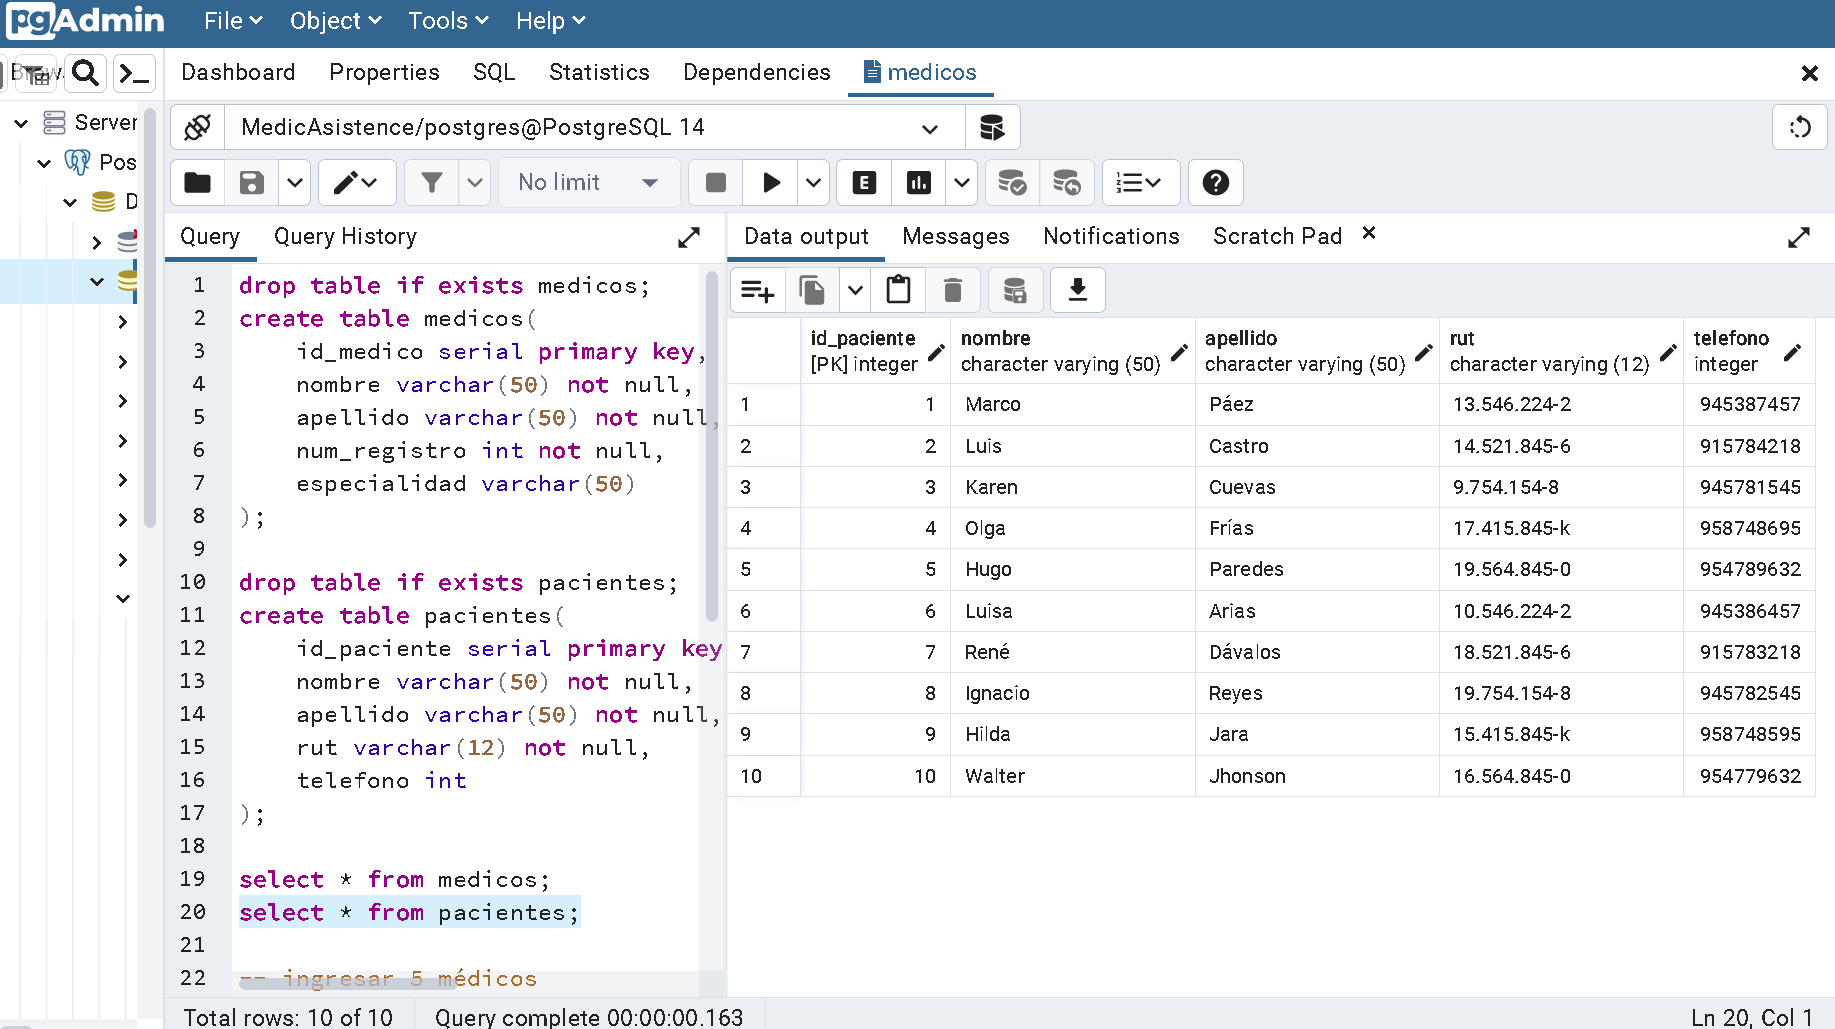 pgAdmin File Object Tools Help
Dashboard Properties SQL Statistics Dependencies medicos
Server
Pos
D
MedicAsistence/postgres@PostgreSQL 14
No limit
Query Query History
1 drop table if exists medicos;
2 create table medicos(
3 id_medico serial primary key,
4 nombre varchar(50) not null,
5 apellido varchar(50) not null,
6 num_registro int not null,
7 especialidad varchar(50)
8 );
9
10 drop table if exists pacientes;
11 create table pacientes(
12 id_paciente serial primary key
13 nombre varchar(50) not null,
14 apellido varchar(50) not null,
15 rut varchar(12) not null,
16 telefono int
17 );
18
19 select * from medicos;
20 select * from pacientes;
21
22 -- ingresar 5 médicos
Data output Messages Notifications Scratch Pad
id_paciente nombre apellido rut telefono
[PK] integer character varying (50) character varying (50) character varying (12) integer
1 1 Marco Páez 13.546.224-2 945387457
2 2 Luis Castro 14.521.845-6 915784218
3 3 Karen Cuevas 9.754.154-8 945781545
4 4 Olga Frías 17.415.845-k 958748695
5 5 Hugo Paredes 19.564.845-0 954789632
6 6 Luisa Arias 10.546.224-2 945386457
7 7 René Dávalos 18.521.845-6 915783218
8 8 Ignacio Reyes 19.754.154-8 945782545
9 9 Hilda Jara 15.415.845-k 958748595
10 10 Walter Jhonson 16.564.845-0 954779632
Total rows: 10 of 10 Query complete 00:00:00.163 Ln 20, Col 1